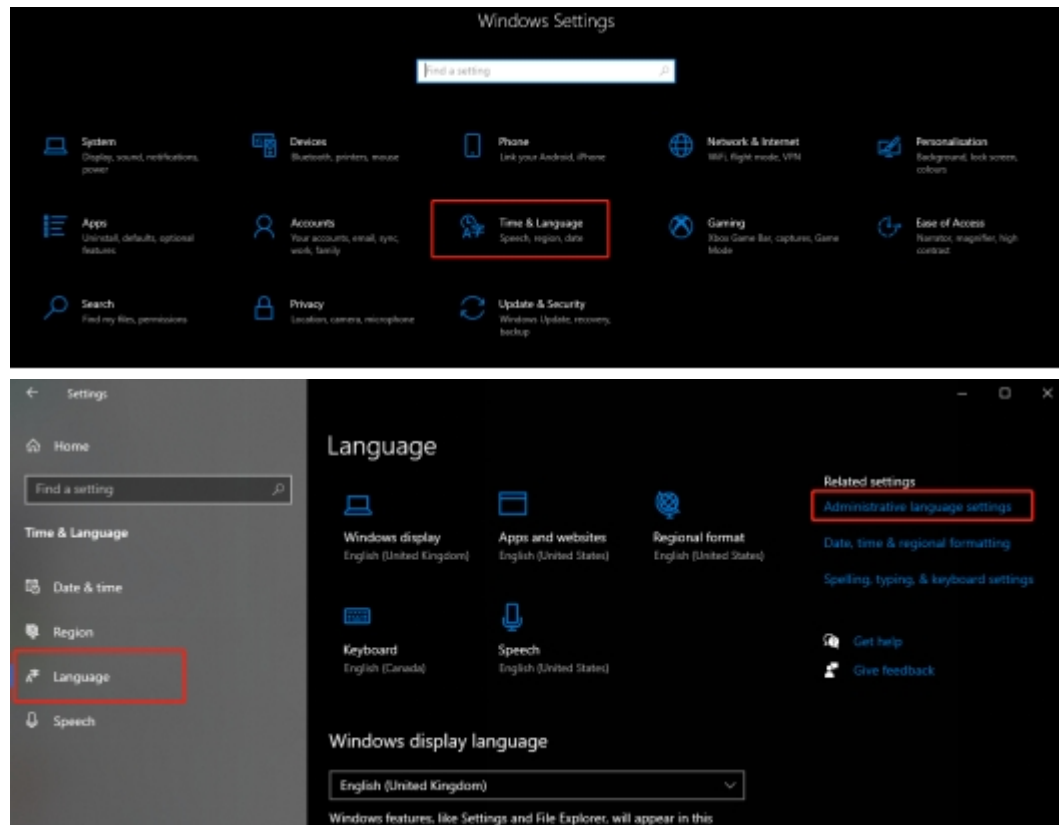 Windows Settings
Find a setting
System
Display, sound, notifications,
power
Devices
Bluetooth, printers, mouse
Phone
Link your Android, iPhone
Network & Internet
WiFi, flight mode, VPN
Personalisation
Background, lock screen,
colours
Apps
Uninstall, defaults, optional
features
Accounts
Your accounts, email, sync,
work, family
Time & Language
Speech, region, date
Gaming
Xbox Game Bar, captures, Game
Mode
Ease of Access
Narrator, magnifier, high
contrast
Search
Find my files, permissions
Privacy
Location, camera, microphone
Update & Security
Windows Update, recovery,
backup
Settings
Home
Find a setting
Time & Language
Date & time
Region
Language
Speech
Language
Windows display
English (United Kingdom)
Apps and websites
English (United States)
Regional format
English (United States)
Keyboard
English (Canada)
Speech
English (United States)
Windows display language
English (United Kingdom)
Windows features, like Settings and File Explorer, will appear in this
Related settings
Administrative language settings
Date, time & regional formatting
Spelling, typing, & keyboard settings
Get help
Give feedback